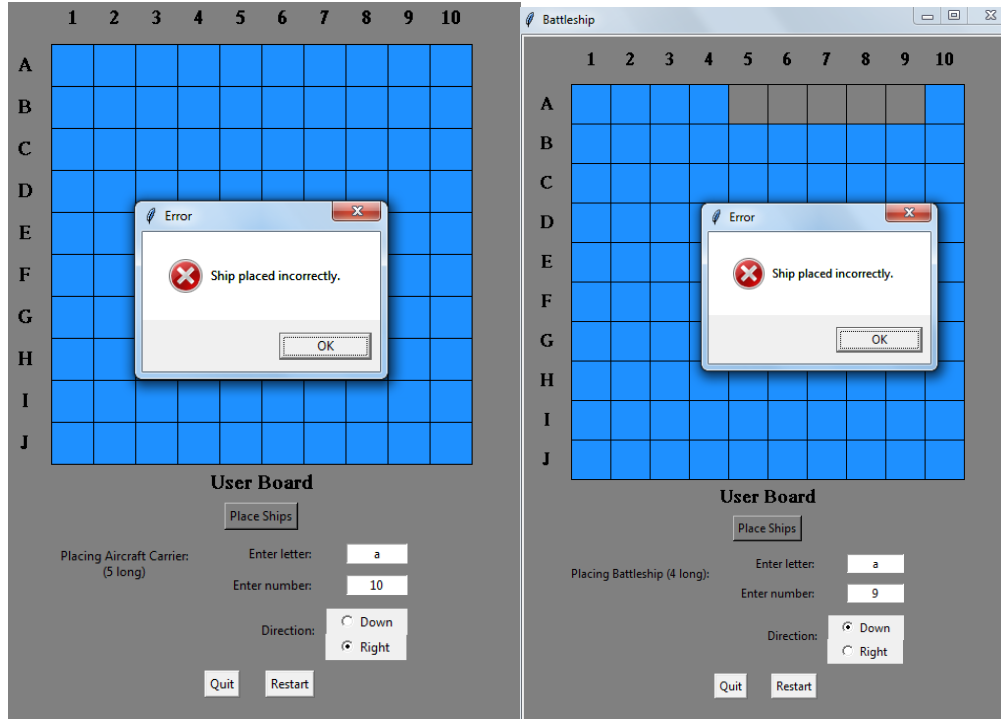 1 2 3 4 5 6 7 8 9 10
A
B
C
D
E
F
G
H
I
J
Error
Ship placed incorrectly.
OK
User Board
Place Ships
Placing Aircraft Carrier:
(5 long)
Enter letter: a
Enter number: 10
Direction:
Down
Right
Quit Restart
Battleship
1 2 3 4 5 6 7 8 9 10
A
B
C
D
E
F
G
H
I
J
Error
Ship placed incorrectly.
OK
User Board
Place Ships
Placing Battleship (4 long):
Enter letter: a
Enter number: 9
Direction:
Down
Right
Quit Restart